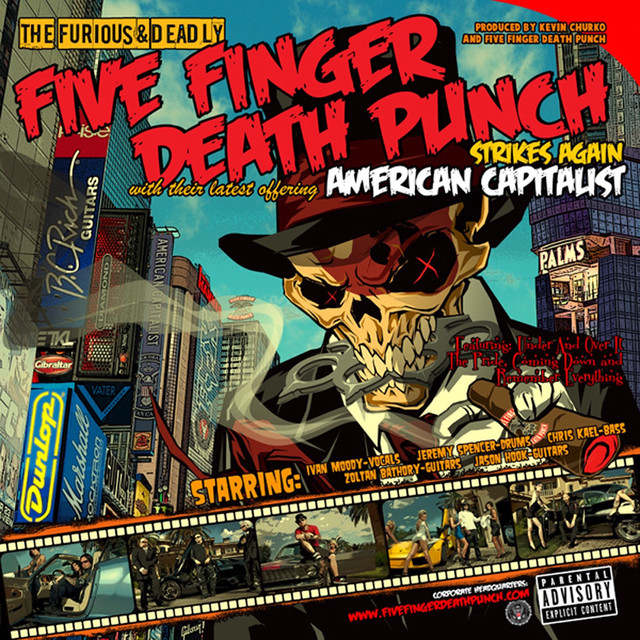 THE FURIOUS & DEADLY
PRODUCED BY KEVIN CHURKO
AND FIVE FINGER DEATH PUNCH
FIVE FINGER
DEATH PUNCH
STRIKES AGAIN
with their latest offering
AMERICAN CAPITALIST
B.C. Rich
GUITARS
DIAMOND
AMERICAN CAPITALIST
PALMS
Gibraltar
VATER
Dunlop
Marshall
Featuring: Under And Over It
The Pride, Coming Down and
Remember Everything
STARRING:
IVAN MOODY-VOCALS
JEREMY SPENCER-DRUMS
CHRIS KAEL-BASS
ZOLTAN BATHORY-GUITARS
JASON HOOK-GUITARS
CORPORATE HEADQUARTERS:
WWW.FIVEFINGERDEATHPUNCH.COM
PARENTAL
ADVISORY
EXPLICIT CONTENT